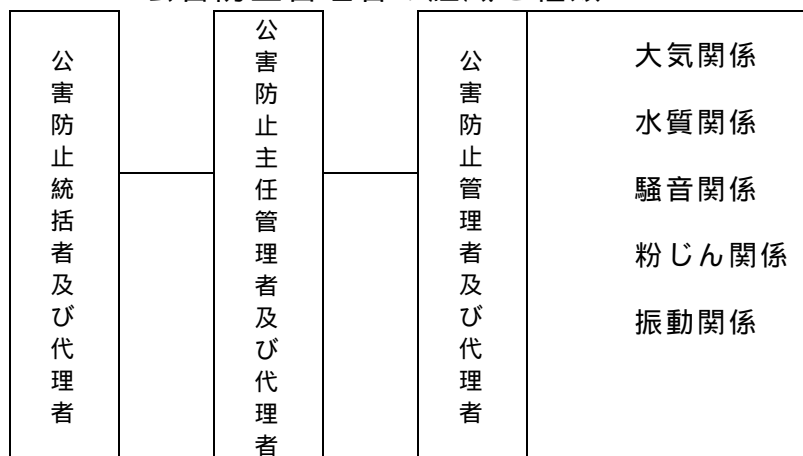 公害防止統括者及び代理者
公害防止主任管理者及び代理者
公害防止管理者及び代理者
大気関係
水質関係
騒音関係
粉じん関係
振動関係